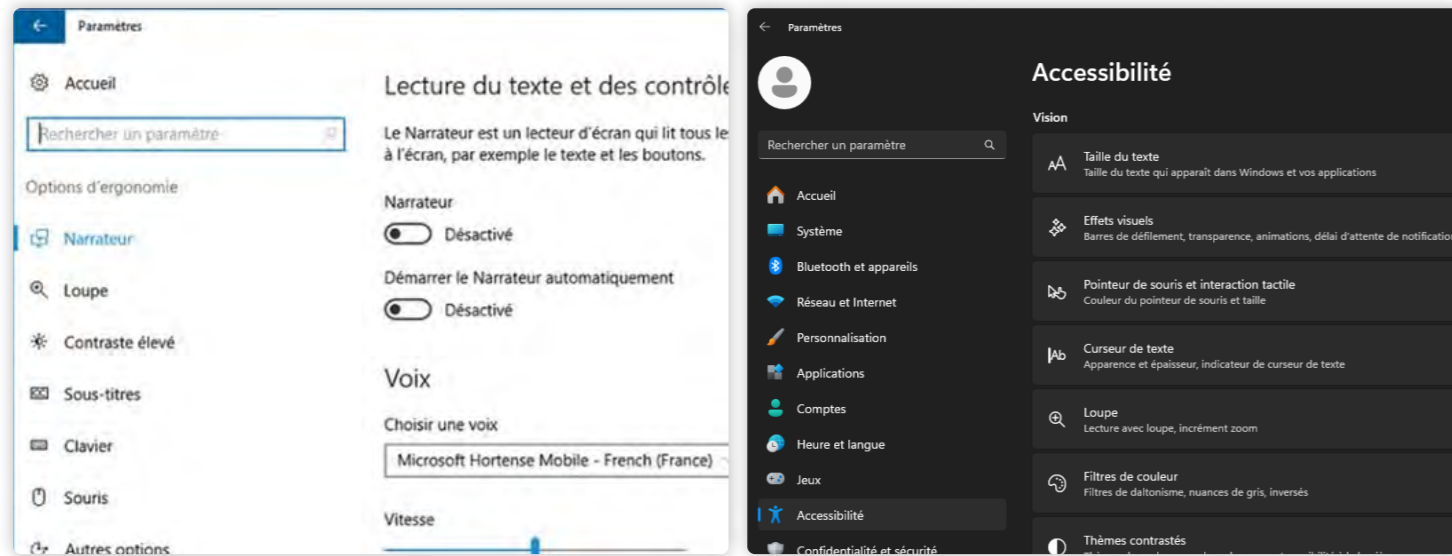 Paramètres
Accueil
Rechercher un paramètre
Options d'ergonomie
Narrateur
Loupe
Contraste élevé
Sous-titres
Clavier
Souris
Autres options
Lecture du texte et des contrôle
Le Narrateur est un lecteur d'écran qui lit tous le
à l'écran, par exemple le texte et les boutons.
Narrateur
Désactivé
Démarrer le Narrateur automatiquement
Désactivé
Voix
Choisir une voix
Microsoft Hortense Mobile - French (France)
Vitesse
Paramètres
Rechercher un paramètre
Accueil
Système
Bluetooth et appareils
Réseau et Internet
Personnalisation
Applications
Comptes
Heure et langue
Jeux
Accessibilité
Confidentialité et sécurité
Accessibilité
Vision
Taille du texte
Taille du texte qui apparaît dans Windows et vos applications
Effets visuels
Barres de défilement, transparence, animations, délai d'attente de notification
Pointeur de souris et interaction tactile
Couleur du pointeur de souris et taille
Curseur de texte
Apparence et épaisseur, indicateur de curseur de texte
Loupe
Lecture avec loupe, incrément zoom
Filtres de couleur
Filtres de daltonisme, nuances de gris, inversés
Thèmes contrastés